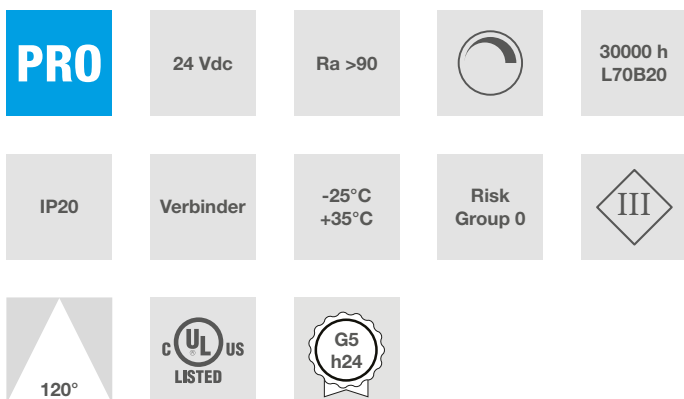 PRO
24 Vdc
Ra >90
30000 h
L70B20
IP20
Verbinder
-25°C
+35°C
Risk
Group 0
III
120°
C UL US
LISTED
G5
h24